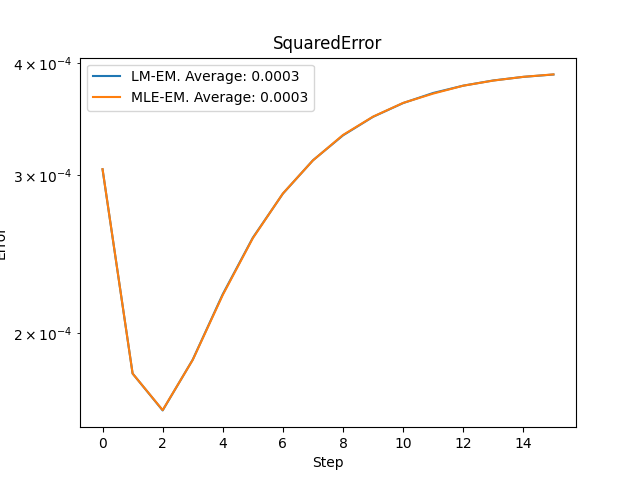 SquaredError
LM-EM. Average: 0.0003
MLE-EM. Average: 0.0003
4 × 10⁻⁴
3 × 10⁻⁴
2 × 10⁻⁴
Error
0 2 4 6 8 10 12 14
Step